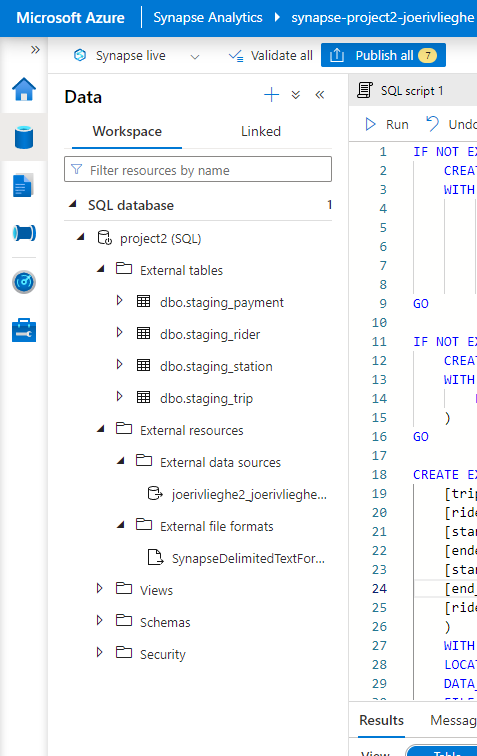 Microsoft Azure
Synapse Analytics
synapse-project2-joerivlieghe
Synapse live
Validate all
Publish all
7
Data
Workspace
Linked
Filter resources by name
SQL database
1
project2 (SQL)
External tables
dbo.staging_payment
dbo.staging_rider
dbo.staging_station
dbo.staging_trip
External resources
External data sources
joerivlieghe2_joerivlieghe...
External file formats
SynapseDelimitedTextFor...
Views
Schemas
Security
SQL script 1
Run
Undo
1 IF NOT EX
2 CREAT
3 WITH
4
5
6
7
8
9 GO
10
11 IF NOT EX
12 CREAT
13 WITH
14
15 )
16 GO
17
18 CREATE EX
19 [trip
20 [ride
21 [star
22 [ende
23 [star
24 [end_
25 [ride
26 )
27 WITH
28 LOCAT
29 DATA_
Results
Messag
View
Table